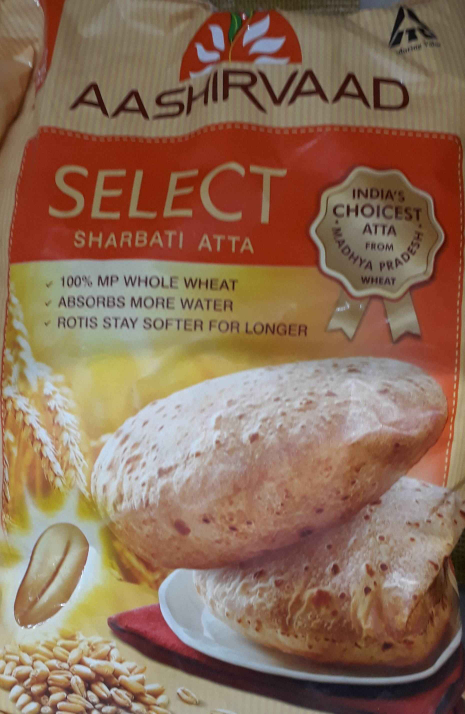 ITC
AASHIRVAAD
SELECT
SHARBATI ATTA
INDIA'S
CHOICEST
ATTA
FROM
MADHYA PRADESH
WHEAT
✓ 100% MP WHOLE WHEAT
✓ ABSORBS MORE WATER
✓ ROTIS STAY SOFTER FOR LONGER